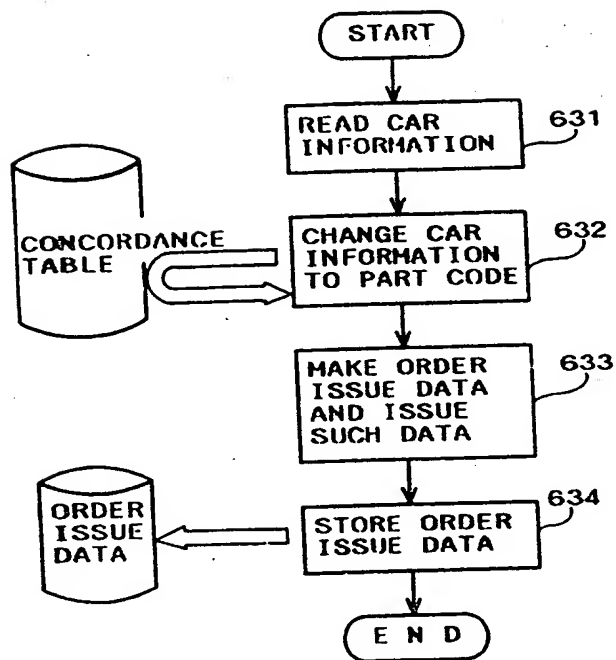 START
READ CAR
INFORMATION
631
CONCORDANCE
TABLE
CHANGE CAR
INFORMATION
TO PART CODE
632
MAKE ORDER
ISSUE DATA
AND ISSUE
SUCH DATA
633
ORDER
ISSUE
DATA
STORE ORDER
ISSUE DATA
634
E N D